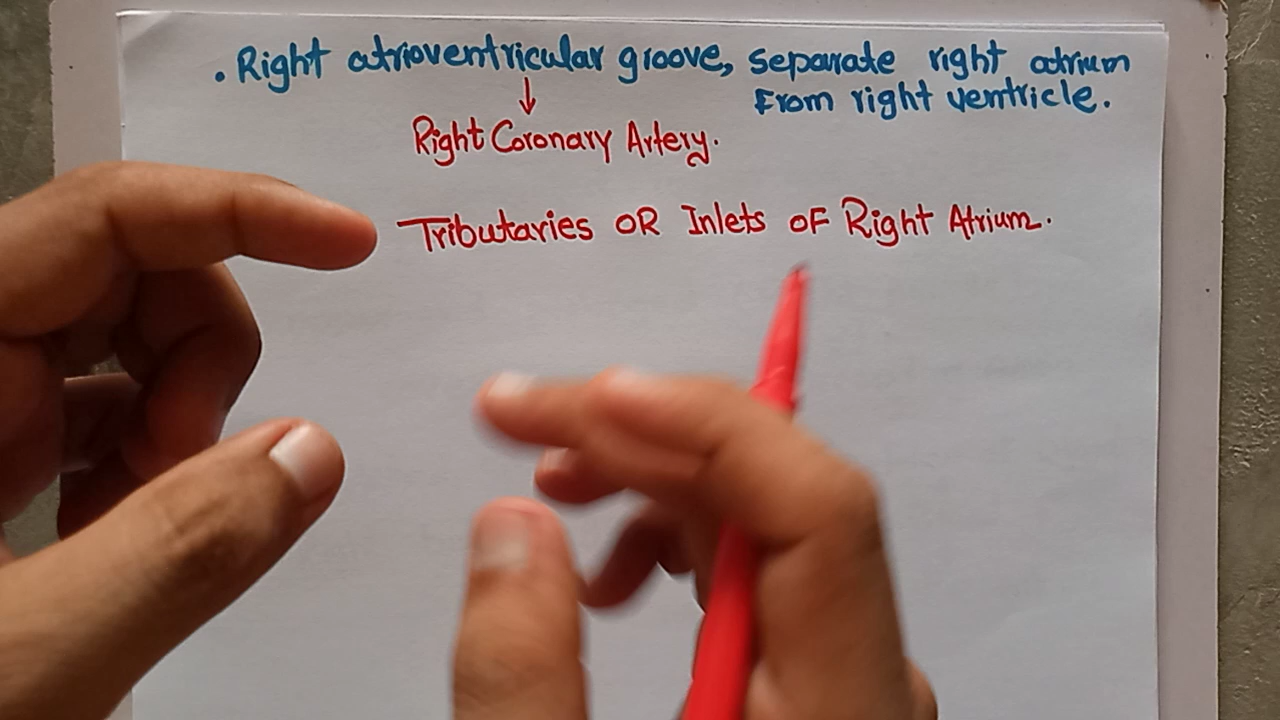 . Right atrioventricular groove, separate right atrium
From right ventricle.
↓
Right Coronary Artery.
Tributaries OR Inlets OF Right Atrium.